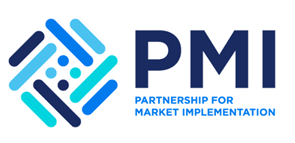 PMI
PARTNERSHIP FOR
MARKET IMPLEMENTATION